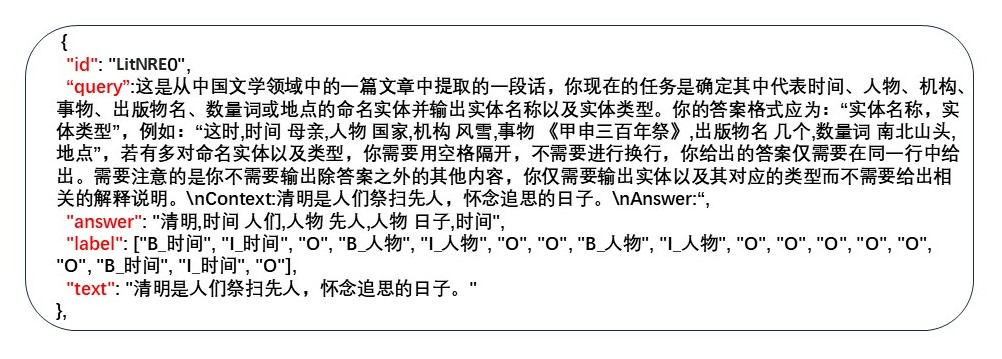 {
"id": "LitNRE0",
“query”:这是从中国文学领域中的一篇文章中提取的一段话，你现在的任务是确定其中代表时间、人物、机构、
事物、出版物名、数量词或地点的命名实体并输出实体名称以及实体类型。你的答案格式应为：“实体名称，实
体类型”，例如：“这时,时间 母亲,人物 国家,机构 风雪,事物 《甲申三百年祭》,出版物名 几个,数量词 南北山头,
地点”，若有多对命名实体以及类型，你需要用空格隔开，不需要进行换行，你给出的答案仅需要在同一行中给
出。需要注意的是你不需要输出除答案之外的其他内容，你仅需要输出实体以及其对应的类型而不需要给出相
关的解释说明。\nContext:清明是人们祭扫先人，怀念追思的日子。\nAnswer:“,
"answer": "清明,时间 人们,人物 先人,人物 日子,时间",
"label": ["B_时间", "I_时间", "O", "B_人物", "I_人物", "O", "O", "B_人物", "I_人物", "O", "O", "O", "O", "O",
"O", "B_时间", "I_时间", "O"],
"text": "清明是人们祭扫先人，怀念追思的日子。"
},